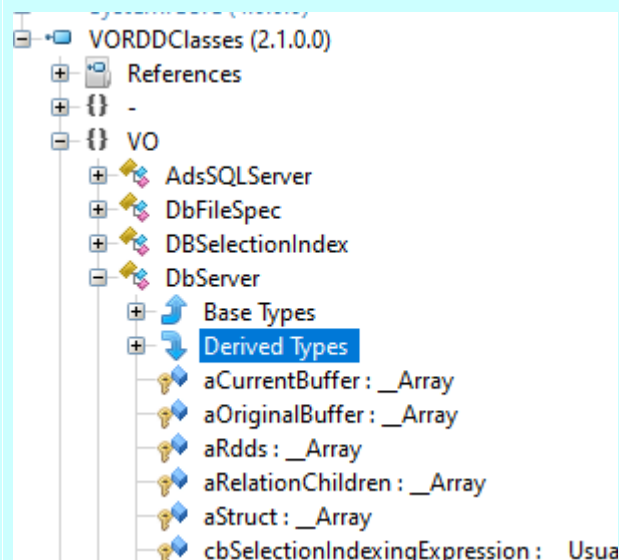 VORDDClasses (2.1.0.0)
References
{} -
{} VO
AdsSQLServer
DbFileSpec
DBSelectionIndex
DbServer
Base Types
Derived Types
aCurrentBuffer : __Array
aOriginalBuffer : __Array
aRdds : __Array
aRelationChildren : __Array
aStruct : __Array
cbSelectionIndexingExpression : __Usua